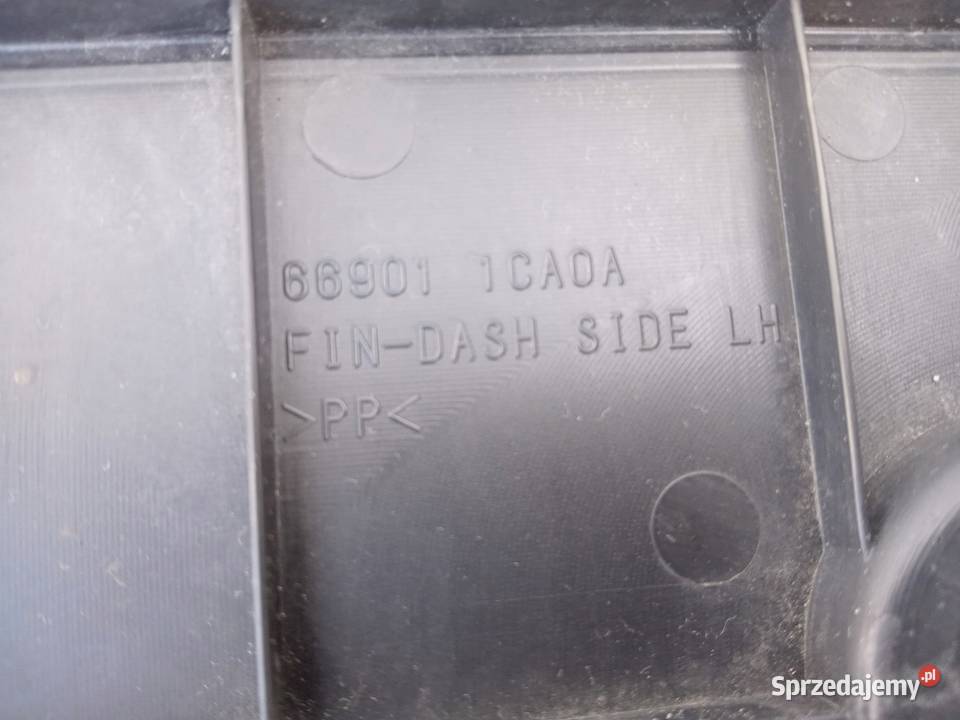 66901 1CA0A
FIN-DASH SIDE LH
>PP<
Sprzedajemy.pl